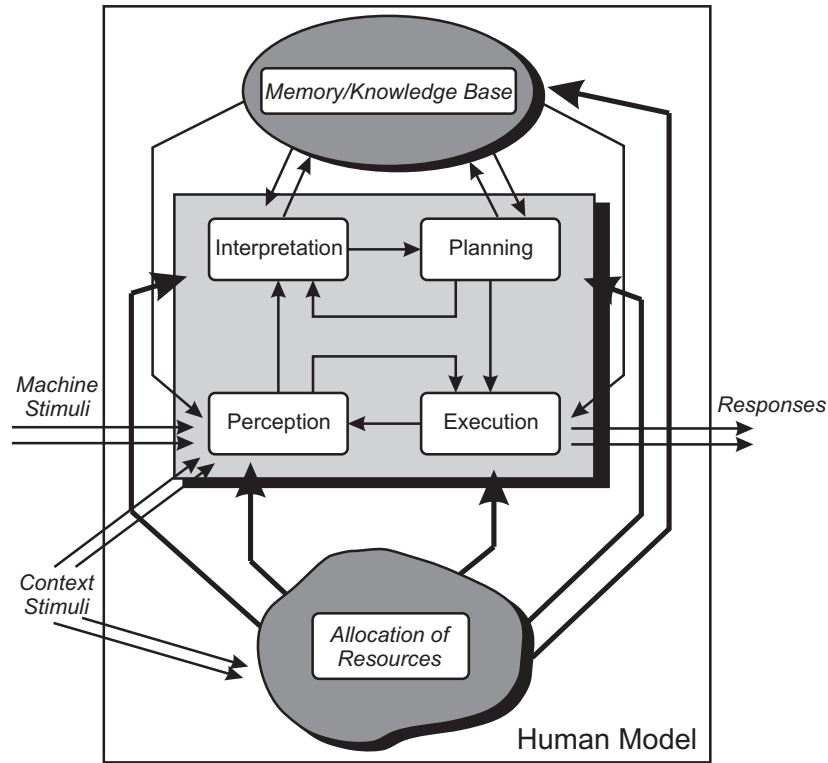 Memory/Knowledge Base
Interpretation
Planning
Machine
Stimuli
Perception
Execution
Responses
Context
Stimuli
Allocation of
Resources
Human Model